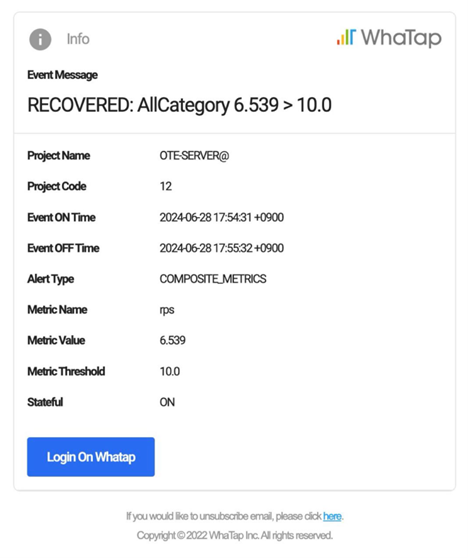 Info
WhaTap
Event Message
RECOVERED: AllCategory 6.539 > 10.0
Project Name OTE-SERVER@
Project Code 12
Event ON Time 2024-06-28 17:54:31 +0900
Event OFF Time 2024-06-28 17:55:32 +0900
Alert Type COMPOSITE_METRICS
Metric Name rps
Metric Value 6.539
Metric Threshold 10.0
Stateful ON
Login On Whatap
If you would like to unsubscribe email, please click here.
Copyright © 2022 WhaTap Inc. All rights reserved.